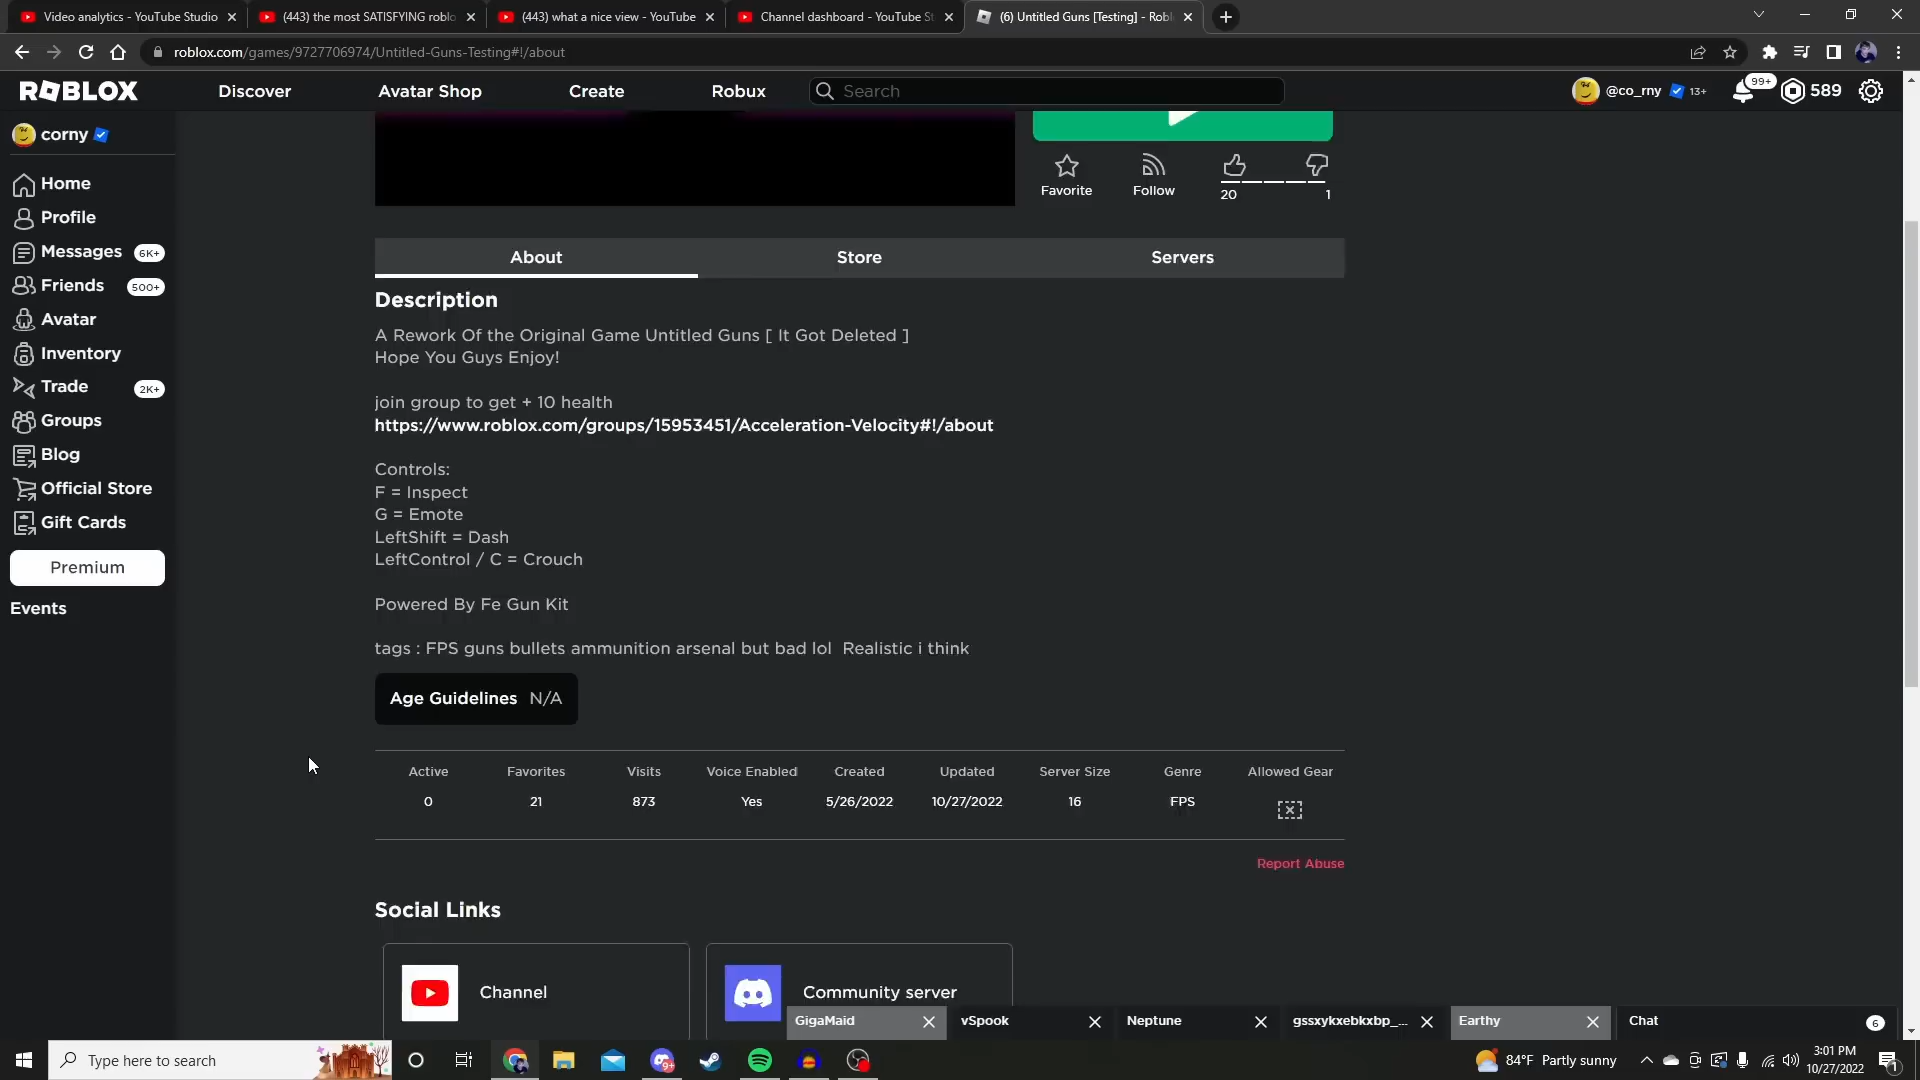 Video analytics - YouTube Studio
(443) the most SATISFYING roblo
(443) what a nice view - YouTube
Channel dashboard - YouTube St
(6) Untitled Guns [Testing] - Robl
roblox.com/games/9727706974/Untitled-Guns-Testing#!/about
ROBLOX
Discover
Avatar Shop
Create
Robux
Search
@co_rny
13+
99+
589
corny
Home
Profile
Messages
6K+
Friends
500+
Avatar
Inventory
Trade
2K+
Groups
Blog
Official Store
Gift Cards
Premium
Events
Favorite
Follow
20
1
About
Store
Servers
Description
A Rework Of the Original Game Untitled Guns [ It Got Deleted ]
Hope You Guys Enjoy!
join group to get + 10 health
https://www.roblox.com/groups/15953451/Acceleration-Velocity#!/about
Controls:
F = Inspect
G = Emote
LeftShift = Dash
LeftControl / C = Crouch
Powered By Fe Gun Kit
tags : FPS guns bullets ammunition arsenal but bad lol Realistic i think
Age Guidelines N/A
Active
Favorites
Visits
Voice Enabled
Created
Updated
Server Size
Genre
Allowed Gear
0
21
873
Yes
5/26/2022
10/27/2022
16
FPS
Report Abuse
Social Links
Channel
Community server
GigaMaid
vSpook
Neptune
gssxykxebkxbp_...
Earthy
Chat
6
Type here to search
9+
84°F Partly sunny
3:01 PM
10/27/2022
1